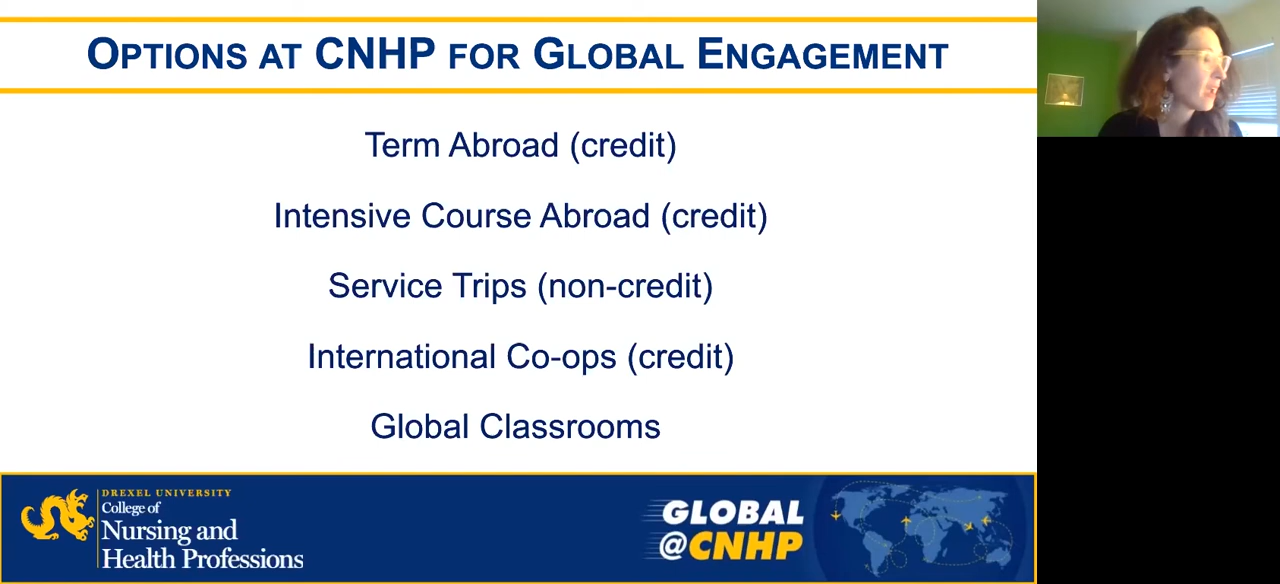 OPTIONS AT CNHP FOR GLOBAL ENGAGEMENT
Term Abroad (credit)
Intensive Course Abroad (credit)
Service Trips (non-credit)
International Co-ops (credit)
Global Classrooms
DREXEL UNIVERSITY
College of
Nursing and
Health Professions
GLOBAL
@CNHP